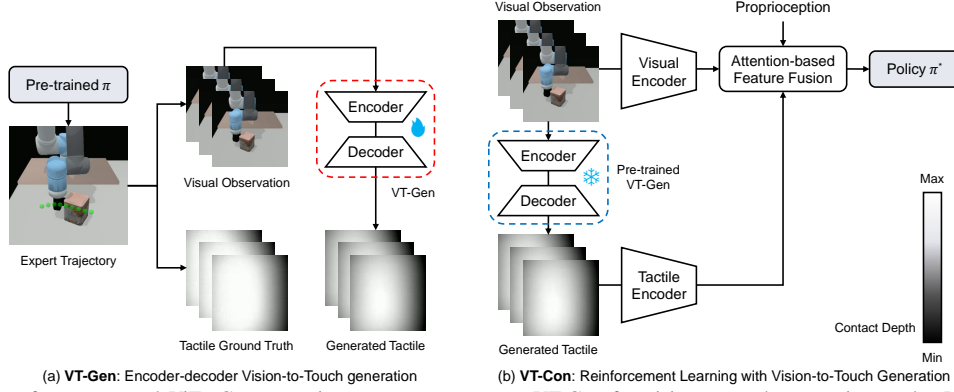 Pre-trained π
Expert Trajectory
Visual Observation
Tactile Ground Truth
Encoder
Decoder
VT-Gen
Generated Tactile
(a) VT-Gen: Encoder-decoder Vision-to-Touch generation
Visual Observation
Visual
Encoder
Proprioception
Attention-based
Feature Fusion
Policy π*
Encoder
Decoder
Pre-trained
VT-Gen
Generated Tactile
Tactile
Encoder
Max
Contact Depth
Min
(b) VT-Con: Reinforcement Learning with Vision-to-Touch Generation